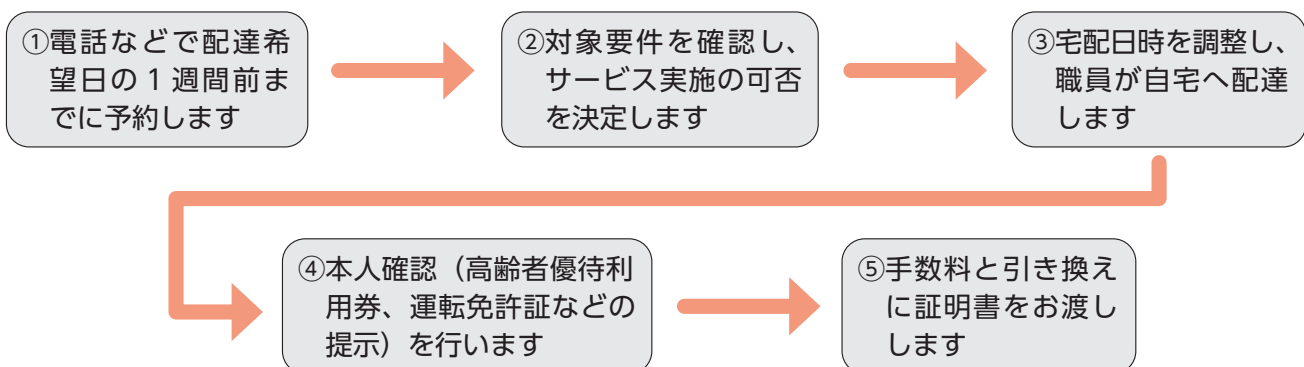 ①電話などで配達希
望日の1週間前ま
でに予約します
②対象要件を確認し、
サービス実施の可否
を決定します
③宅配日時を調整し、
職員が自宅へ配達
します
④本人確認（高齢者優待利
用券、運転免許証などの
提示）を行います
⑤手数料と引き換え
に証明書をお渡し
します